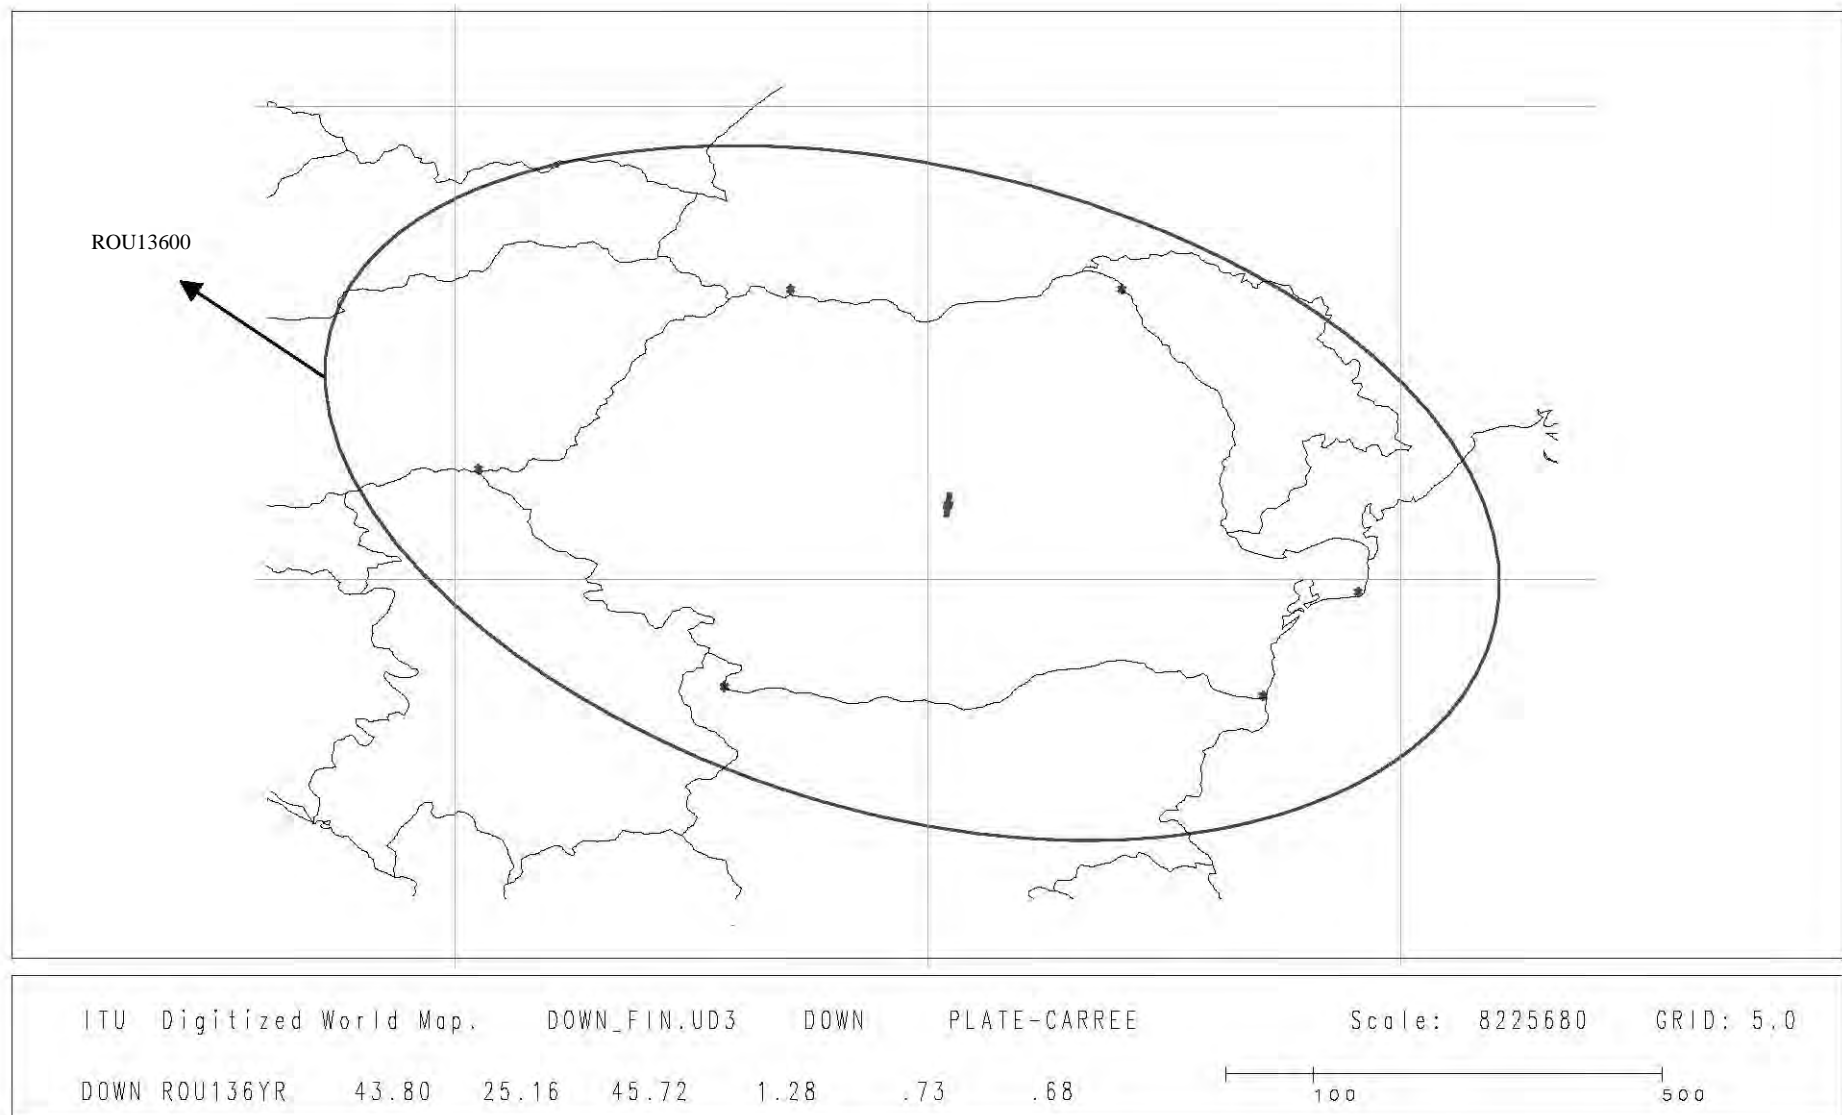 ROU13600
ITU Digitized World Map. DOWN_FIN.UD3 DOWN PLATE-CARREE Scale: 8225680 GRID: 5.0
DOWN ROU136YR 43.80 25.16 45.72 1.28 .73 .68 100 500